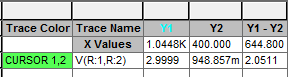 Trace Color Trace Name Y1 Y2 Y1 - Y2
X Values 1.0448K 400.000 644.800
CURSOR 1,2 V(R:1,R:2) 2.9999 948.857m 2.0511